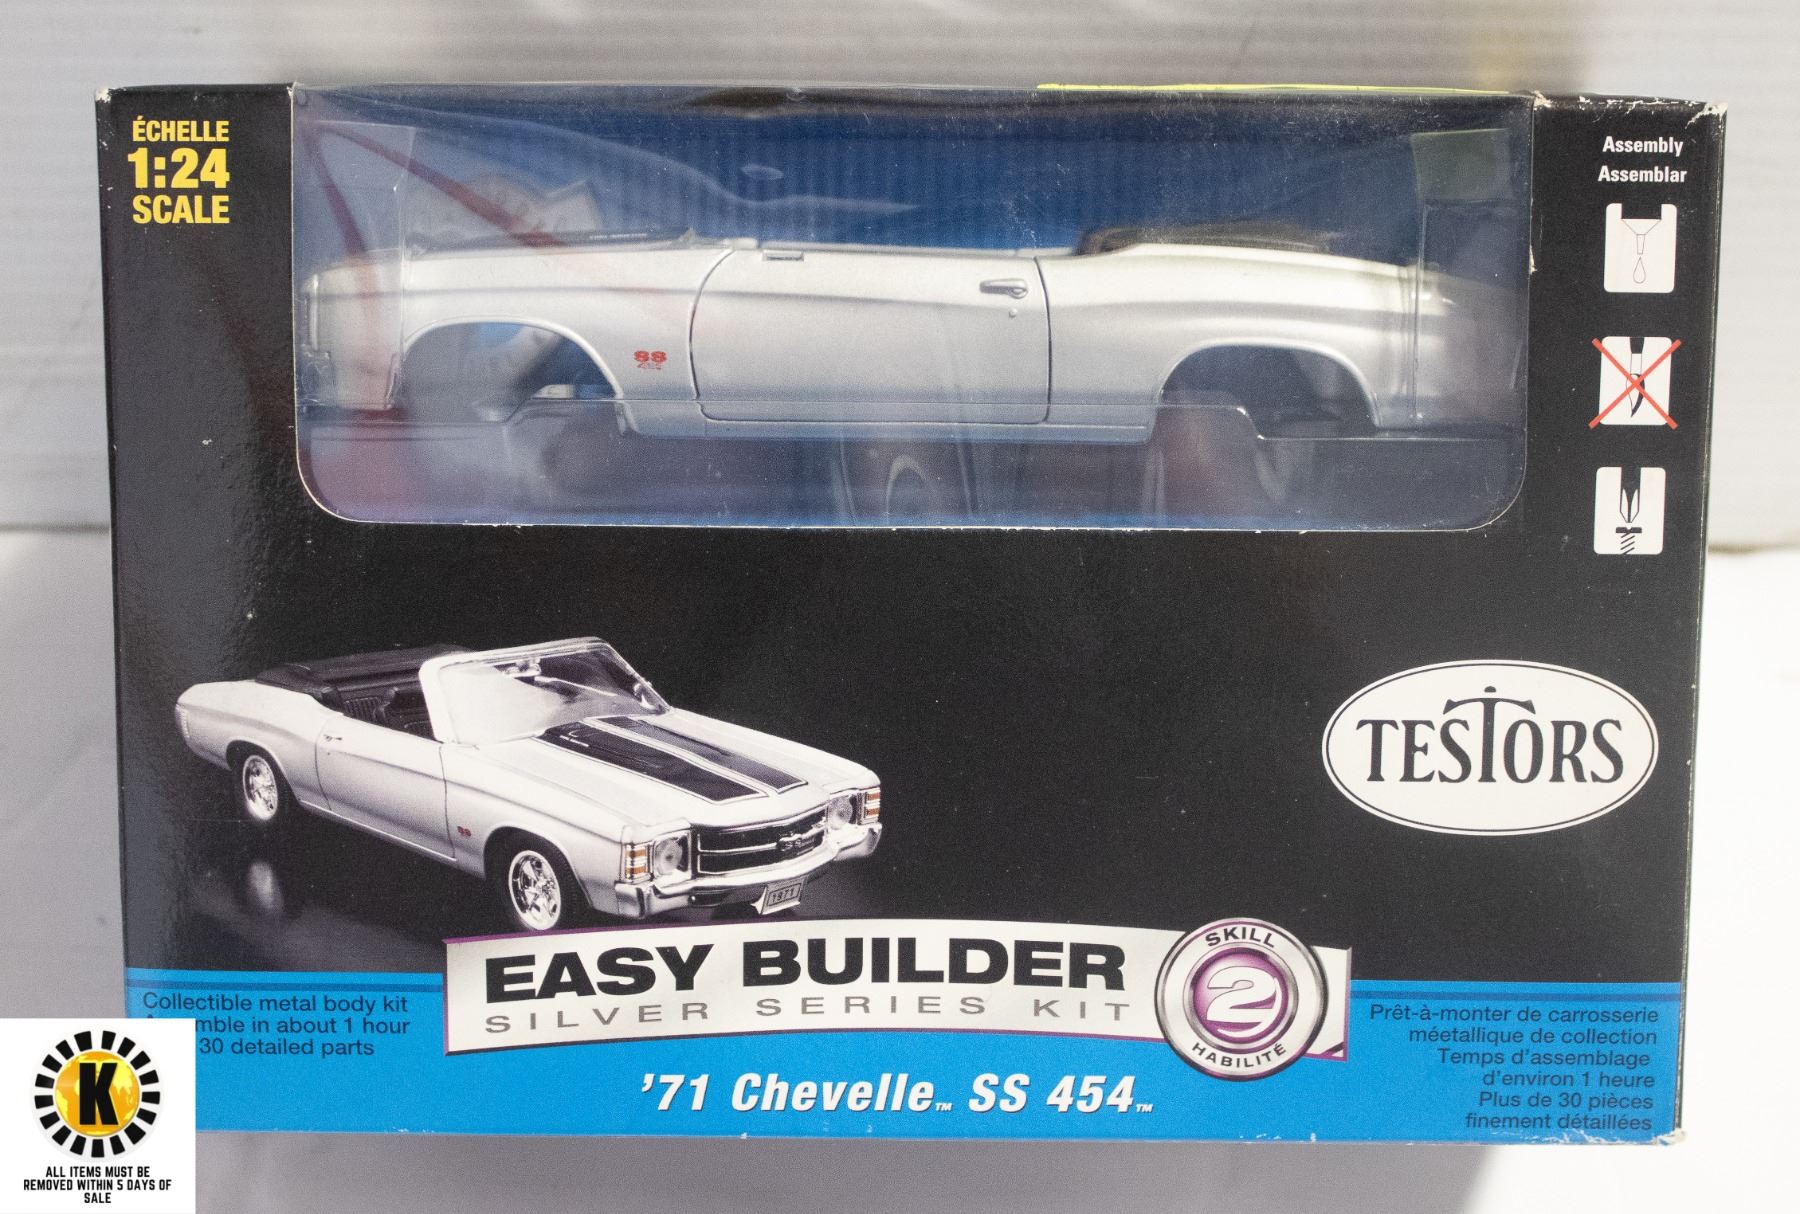 ÉCHELLE
1:24
SCALE
Assembly
Assemblar
SS
SS
1971
TESTORS
EASY BUILDER
SILVER SERIES KIT
SKILL
2
HABILITÉ
Collectible metal body kit
mble in about 1 hour
30 detailed parts
Prêt-à-monter de carrosserie
méetallique de collection
Temps d'assemblage
d'environ 1 heure
Plus de 30 pièces
finement détaillées
'71 Chevelle™ SS 454™
K
ALL ITEMS MUST BE
REMOVED WITHIN 5 DAYS OF
SALE